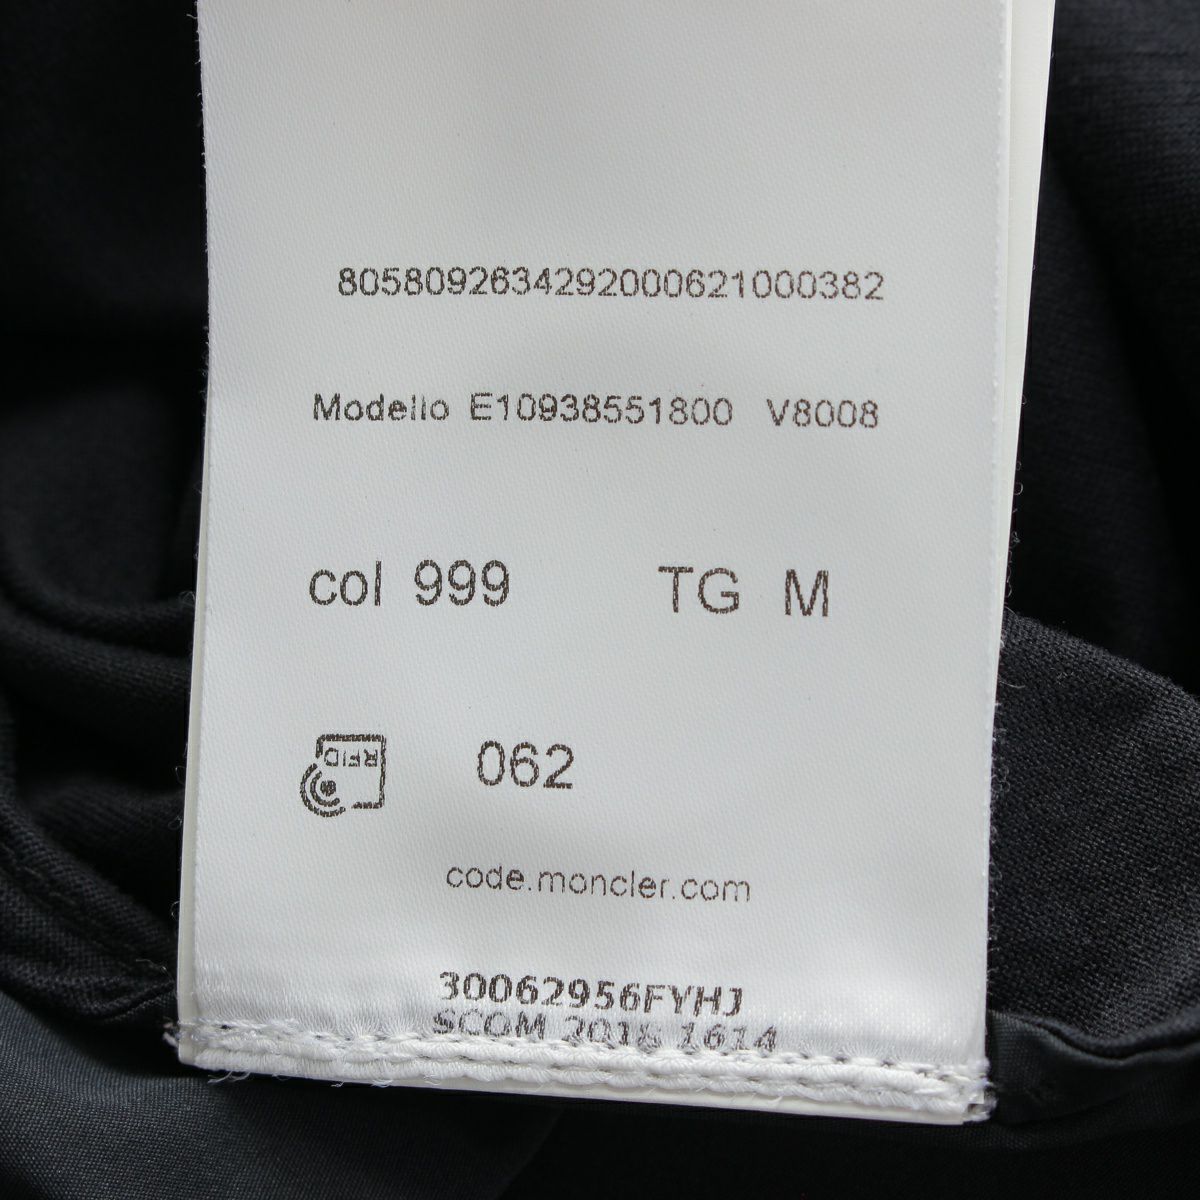 8058092634292000621000382
Modello E10938551800 V8008
col 999 TG M
RFID 062
code.moncler.com
30062956FYHJ
SCOM 2018 1614